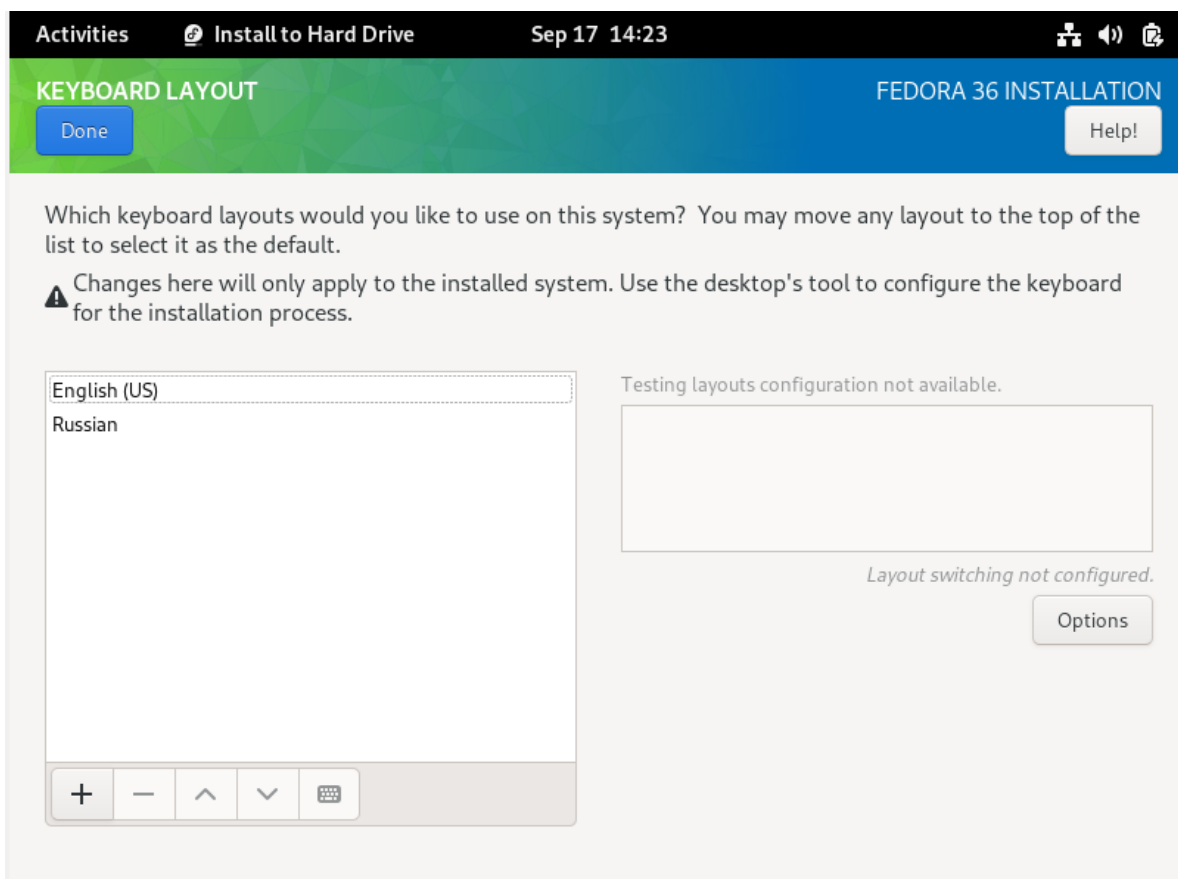 Activities Install to Hard Drive Sep 17 14:23
KEYBOARD LAYOUT FEDORA 36 INSTALLATION
Done Help!
Which keyboard layouts would you like to use on this system? You may move any layout to the top of the
list to select it as the default.
Changes here will only apply to the installed system. Use the desktop's tool to configure the keyboard
for the installation process.
English (US)
Russian
Testing layouts configuration not available.
Layout switching not configured.
Options